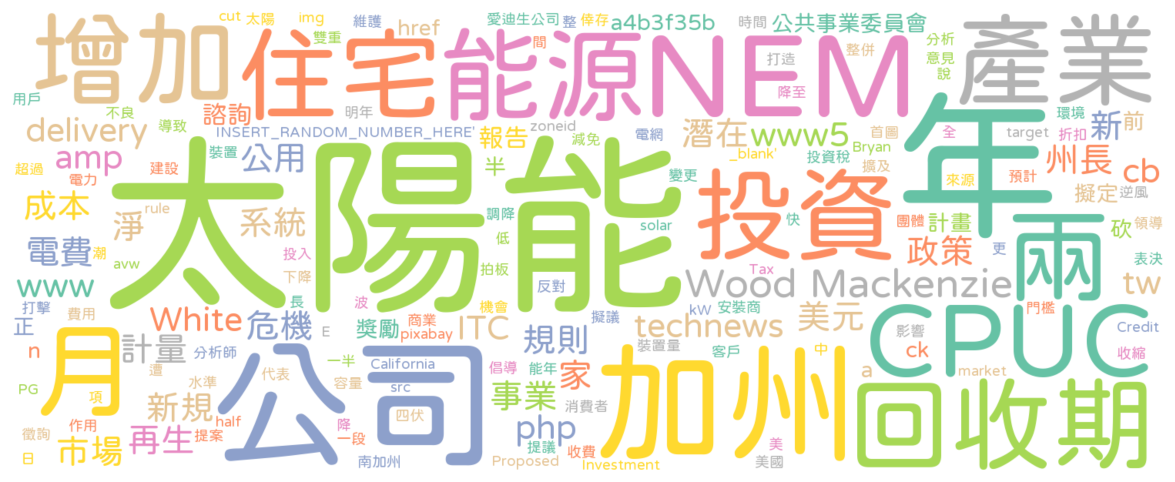 增加
住宅
能源
NEM
產業
cut
太陽
img
維護
雙重
href
愛迪生公司
整
倖存
間
a4b3f35b
時間
公共事業委員會
打造
整併
降至
分析
意見
說
用戶
不良
導致
諮詢
明年
INSERT_RANDOM_NUMBER_HERE'
報告
zoneid
減免
電網
潛在
www5
_blank'
首圖
Bryan
全
target
環境
折扣
新
前
delivery
amp
裝置
公用
半
投資稅
擴及
來源
預計
州長
cb
超過
電力
建設
成本
rule
淨
系統
太陽能
調降
低
solar
變更
投資
年
快
團體
計畫
擬定
逆風
砍
領導
電費
潮
avw
投入
下降
拍板
反對
Tax
政策
更
兩
表決
www
打擊
正
費用
White
危機
長
波
機會
擬議
kW
安裝商
Wood Mackenzie
美元
門檻
tw
n
月
計量
分析師
E
獎勵
商業
pixabay
ITC
規則
technews
裝置量
客戶
影響
CPUC
Credit
收縮
ck
PG
項
遭
水準
代表
公司
一半
California
容量
src
倡導
能年
家
加州
中
a
market
回收期
新規
half
四伏
事業
消費者
徵詢
日
市場
作用
再生
提案
降
一段
南加州
php
提議
收費
Proposed
Investment
美
美國